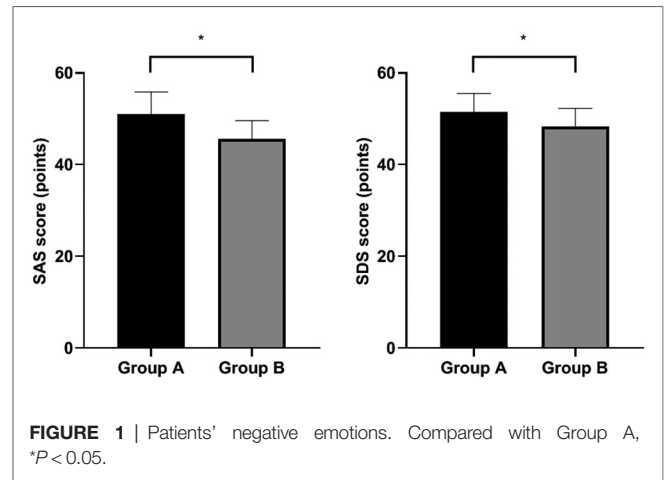 *
60
40
20
0
SAS score (points)
Group A
Group B
*
60
40
20
0
SDS score (points)
Group A
Group B
FIGURE 1 | Patients’ negative emotions. Compared with Group A,
*P < 0.05.